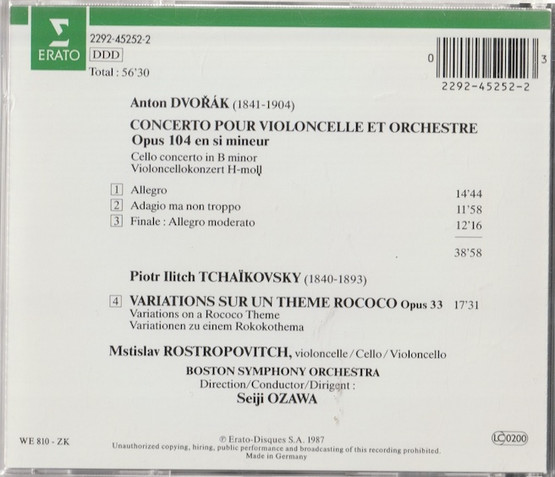 ERATO
2292-45252-2
DDD
Total : 56'30
0 3
2292-45252-2
Anton DVOŘÁK (1841-1904)
CONCERTO POUR VIOLONCELLE ET ORCHESTRE
Opus 104 en si mineur
Cello concerto in B minor
Violoncellokonzert H-moll
1 Allegro 14'44
2 Adagio ma non troppo 11'58
3 Finale : Allegro moderato 12'16
38'58
Piotr Ilitch TCHAÏKOVSKY (1840-1893)
4 VARIATIONS SUR UN THEME ROCOCO Opus 33 17'31
Variations on a Rococo Theme
Variationen zu einem Rokokothema
Mstislav ROSTROPOVITCH, violoncelle/Cello/Violoncello
BOSTON SYMPHONY ORCHESTRA
Direction/Conductor/Dirigent :
Seiji OZAWA
WE 810 - ZK
℗ Erato-Disques S.A. 1987
Unauthorized copying, hiring, public performance and broadcasting of this recording prohibited.
Made in Germany
LC 0200